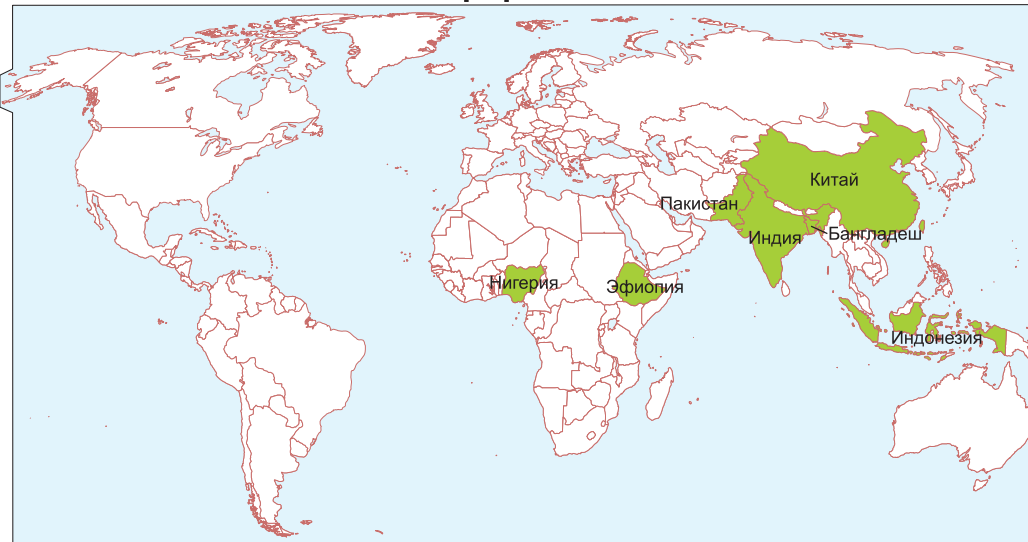 Китай
Пакистан
Индия
Бангладеш
Нигерия
Эфиопия
Индонезия